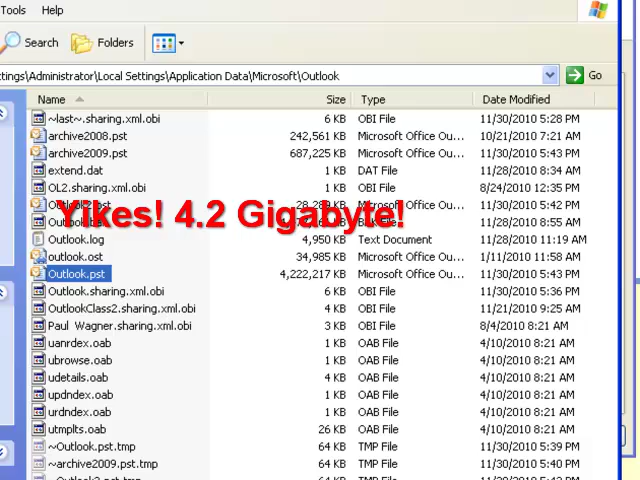 Tools Help
Search Folders
ttings\Administrator\Local Settings\Application Data\Microsoft\Outlook Go
Name Size Type Date Modified
~last~.sharing.xml.obi 6 KB OBI File 11/30/2010 5:28 PM
archive2008.pst 242,561 KB Microsoft Office Ou... 10/21/2010 7:21 AM
archive2009.pst 687,225 KB Microsoft Office Ou... 11/30/2010 5:43 PM
extend.dat 1 KB DAT File 11/28/2010 8:34 AM
OL2.sharing.xml.obi 1 KB OBI File 8/24/2010 12:35 PM
28,289 KB Microsoft Office Ou... 11/30/2010 5:42 PM
Yikes! 4.2 Gigabyte!
Outlook.log 4,950 KB Text Document 11/28/2010 11:19 AM
outlook.ost 34,985 KB Microsoft Office Ou... 1/11/2010 11:58 AM
Outlook.pst 4,222,217 KB Microsoft Office Ou... 11/30/2010 5:43 PM
Outlook.sharing.xml.obi 6 KB OBI File 11/30/2010 5:36 PM
OutlookClass2.sharing.xml.obi 4 KB OBI File 11/21/2010 9:25 AM
Paul Wagner.sharing.xml.obi 3 KB OBI File 8/4/2010 8:21 AM
uanrdex.oab 1 KB OAB File 4/10/2010 8:21 AM
ubrowse.oab 1 KB OAB File 4/10/2010 8:21 AM
udetails.oab 4 KB OAB File 4/10/2010 8:21 AM
updndex.oab 1 KB OAB File 4/10/2010 8:21 AM
urdndex.oab 1 KB OAB File 4/10/2010 8:21 AM
utmplts.oab 26 KB OAB File 4/10/2010 8:21 AM
~Outlook.pst.tmp 64 KB TMP File 11/30/2010 5:39 PM
~archive2009.pst.tmp 64 KB TMP File 11/30/2010 5:40 PM